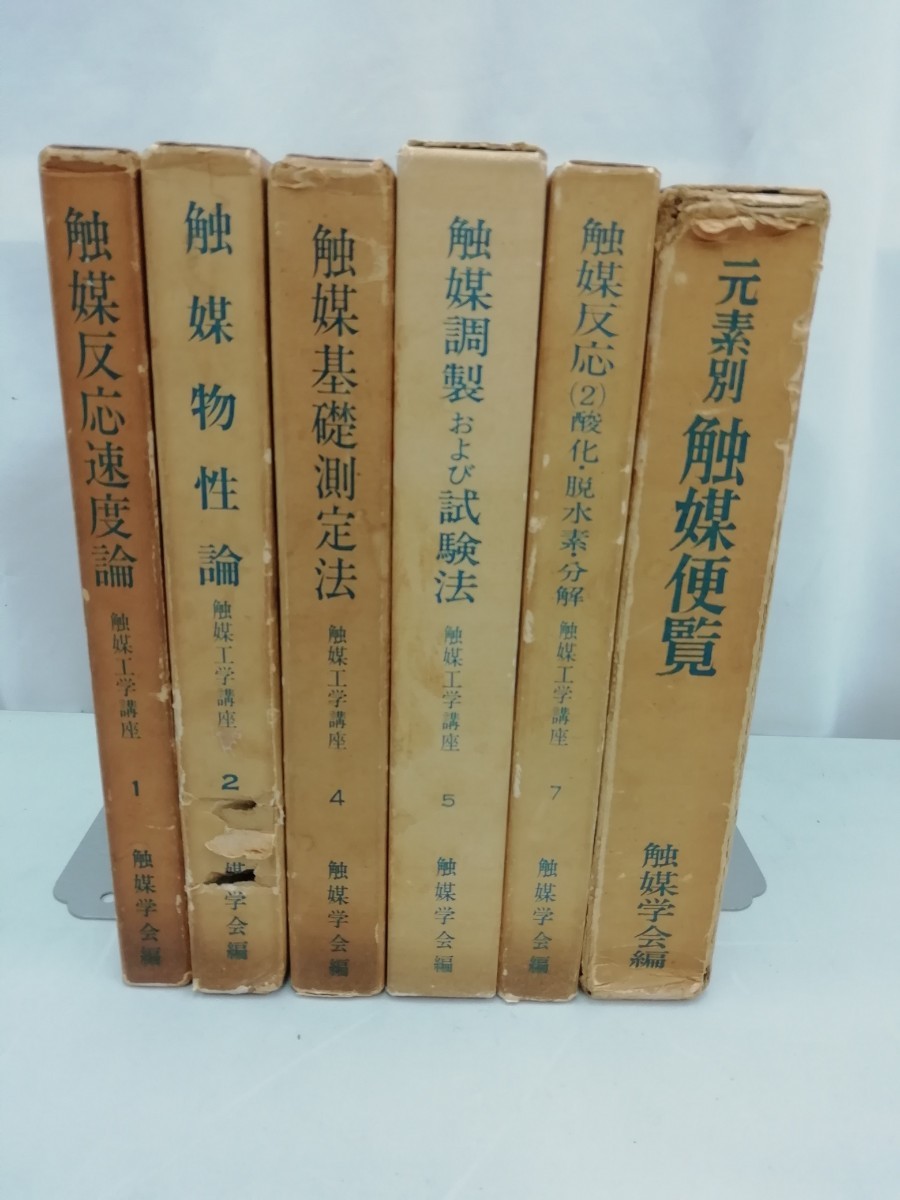 触媒反応速度論
触媒工学講座
1
触媒学会編
触媒物性論
触媒工学講座
2
媒学会編
触媒基礎測定法
触媒工学講座
4
触媒学会編
触媒調製および試験法
触媒工学講座
5
触媒学会編
触媒反応(2)酸化・脱水素・分解
触媒工学講座
7
触媒学会編
元素別触媒便覧
触媒学会編